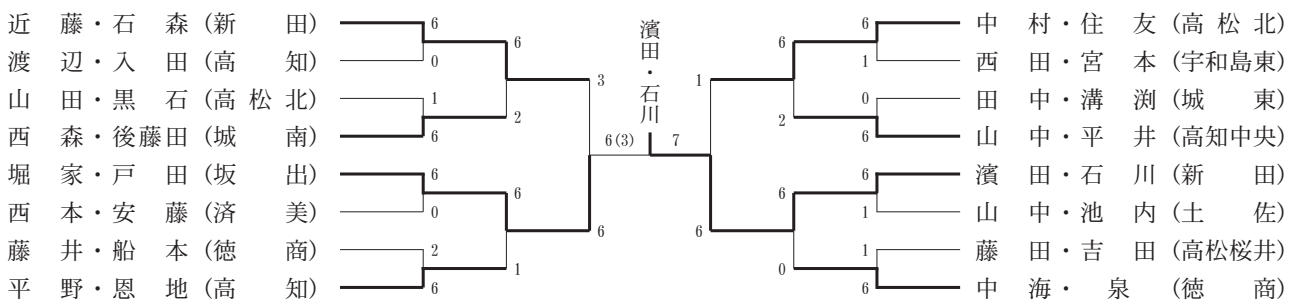 近藤・石森（新田） 6
渡辺・入田（高知） 0
山田・黒石（高松北） 1
西森・後藤田（城南） 6
堀家・戸田（坂出） 6
西本・安藤（済美） 0
藤井・船本（徳商） 2
平野・恩地（高知） 6
6
2
6
1
3
6
6(3)
濱田・石川
7
1
6
6
2
6
0
6 中村・住友（高松北）
1 西田・宮本（宇和島東）
0 田中・溝渕（城東）
6 山中・平井（高知中央）
6 濱田・石川（新田）
1 山中・池内（土佐）
1 藤田・吉田（高松桜井）
6 中海・泉（徳商）